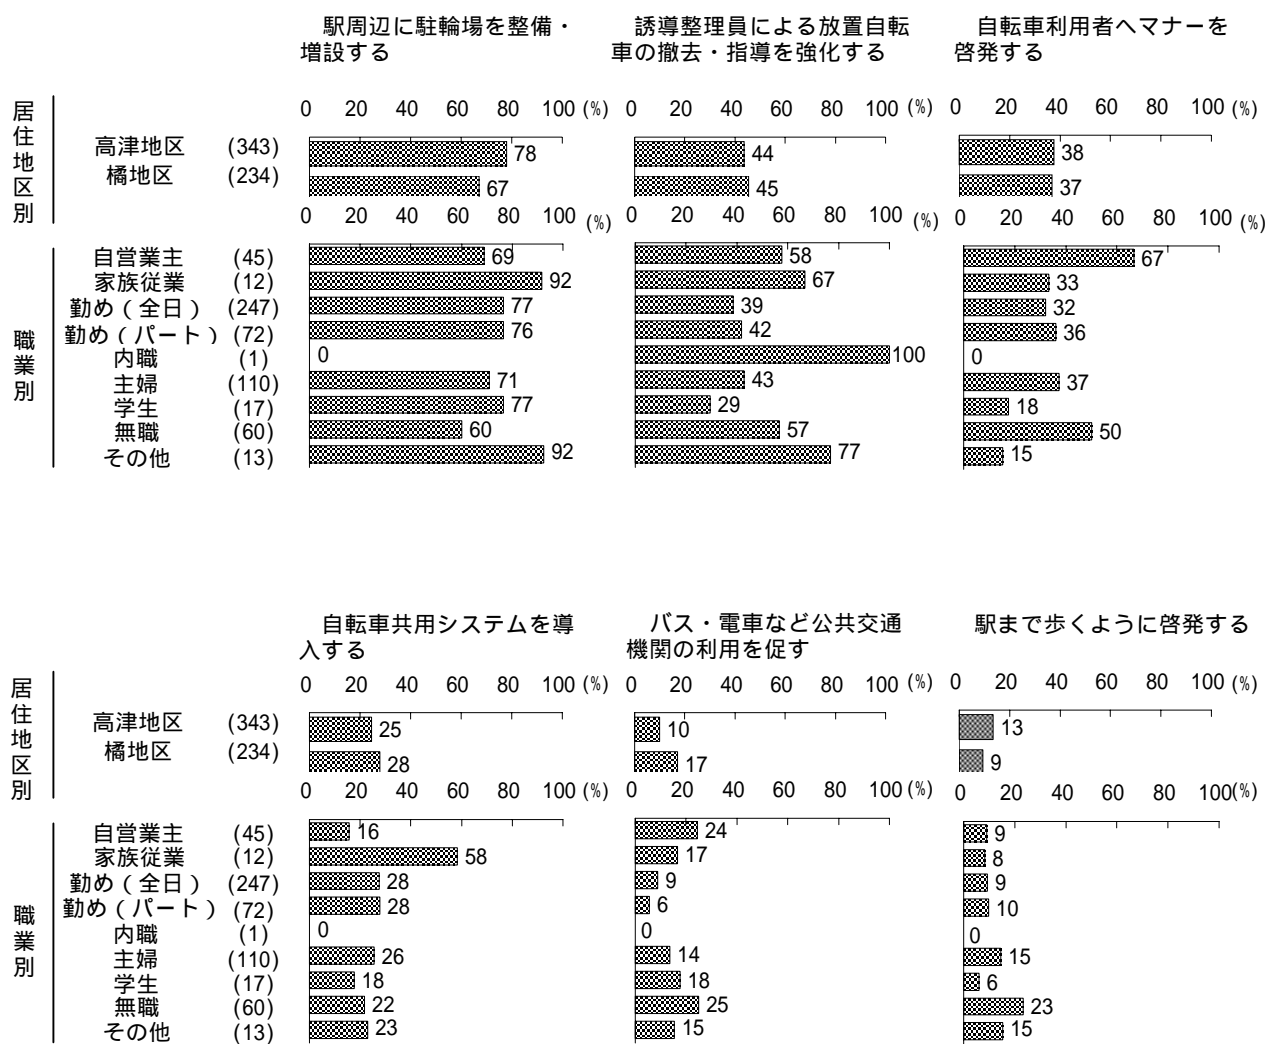 駅周辺に駐輪場を整備・
増設する
誘導整理員による放置自転
車の撤去・指導を強化する
自転車利用者へマナーを
啓発する
0 20 40 60 80 100 (%) 0 20 40 60 80 100 (%) 0 20 40 60 80 100 (%)
居住地区別
高津地区 (343) 78 44 38
橘地区 (234) 67 45 37
0 20 40 60 80 100 (%) 0 20 40 60 80 100 (%) 0 20 40 60 80 100 (%)
職業別
自営業主 (45) 69 58 67
家族従業 (12) 92 67 33
勤め(全日) (247) 77 39 32
勤め(パート) (72) 76 42 36
内職 (1) 0 100 0
主婦 (110) 71 43 37
学生 (17) 77 29 18
無職 (60) 60 57 50
その他 (13) 92 77 15
自転車共用システムを導
入する
バス・電車など公共交通
機関の利用を促す
駅まで歩くように啓発する
0 20 40 60 80 100 (%) 0 20 40 60 80 100 (%) 0 20 40 60 80 100 (%)
居住地区別
高津地区 (343) 25 10 13
橘地区 (234) 28 17 9
0 20 40 60 80 100 (%) 0 20 40 60 80 100 (%) 0 20 40 60 80 100 (%)
職業別
自営業主 (45) 16 24 9
家族従業 (12) 58 17 8
勤め(全日) (247) 28 9 9
勤め(パート) (72) 28 6 10
内職 (1) 0 0 0
主婦 (110) 26 14 15
学生 (17) 18 18 6
無職 (60) 22 25 23
その他 (13) 23 15 15